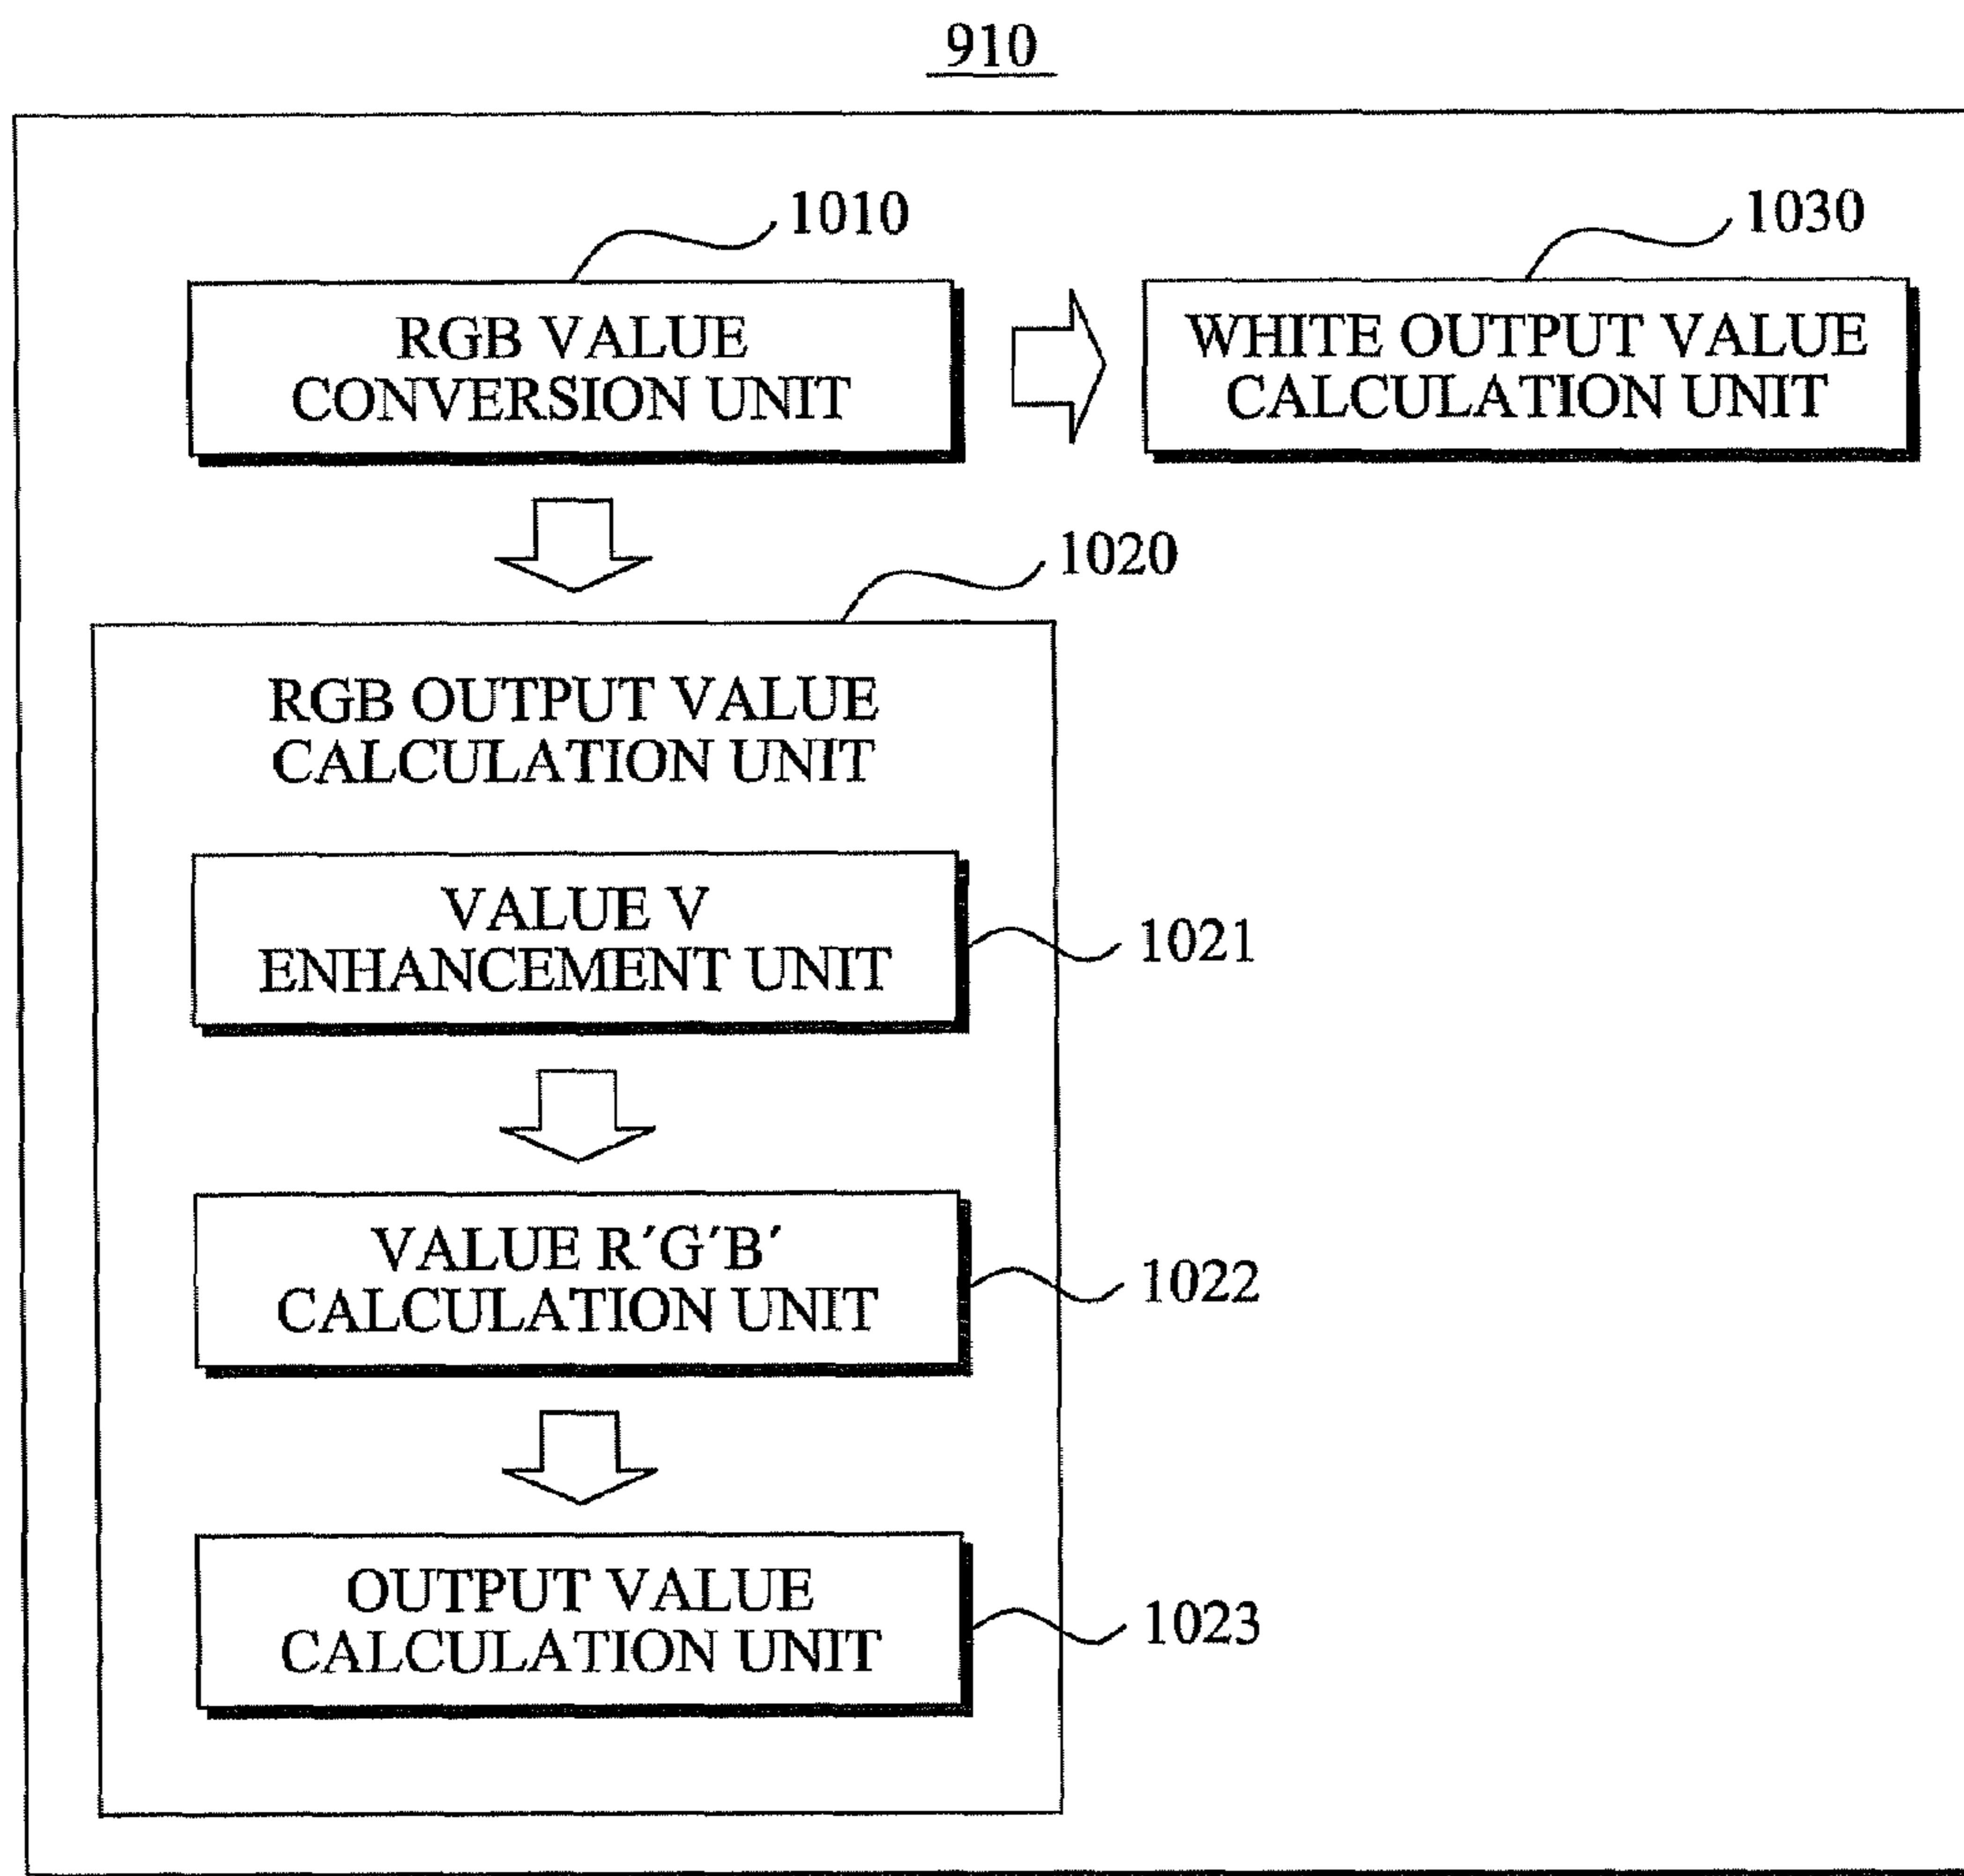 910
1010
1030
RGB VALUE
CONVERSION UNIT
WHITE OUTPUT VALUE
CALCULATION UNIT
1020
RGB OUTPUT VALUE
CALCULATION UNIT
VALUE V
ENHANCEMENT UNIT
1021
VALUE R´G´B´
CALCULATION UNIT
1022
OUTPUT VALUE
CALCULATION UNIT
1023